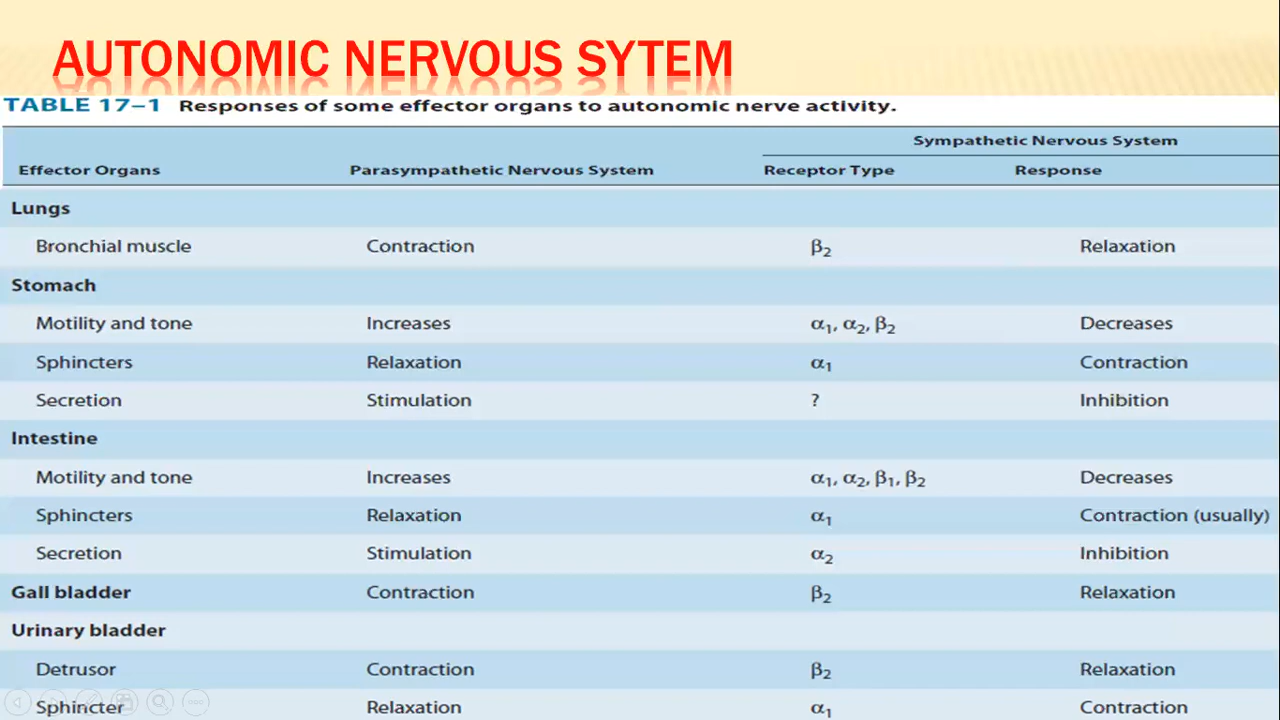 AUTONOMIC NERVOUS SYTEM
TABLE 17–1 Responses of some effector organs to autonomic nerve activity.
Sympathetic Nervous System
Effector Organs Parasympathetic Nervous System Receptor Type Response
Lungs
Bronchial muscle Contraction β2 Relaxation
Stomach
Motility and tone Increases α1, α2, β2 Decreases
Sphincters Relaxation α1 Contraction
Secretion Stimulation ? Inhibition
Intestine
Motility and tone Increases α1, α2, β1, β2 Decreases
Sphincters Relaxation α1 Contraction (usually)
Secretion Stimulation α2 Inhibition
Gall bladder Contraction β2 Relaxation
Urinary bladder
Detrusor Contraction β2 Relaxation
Sphincter Relaxation α1 Contraction